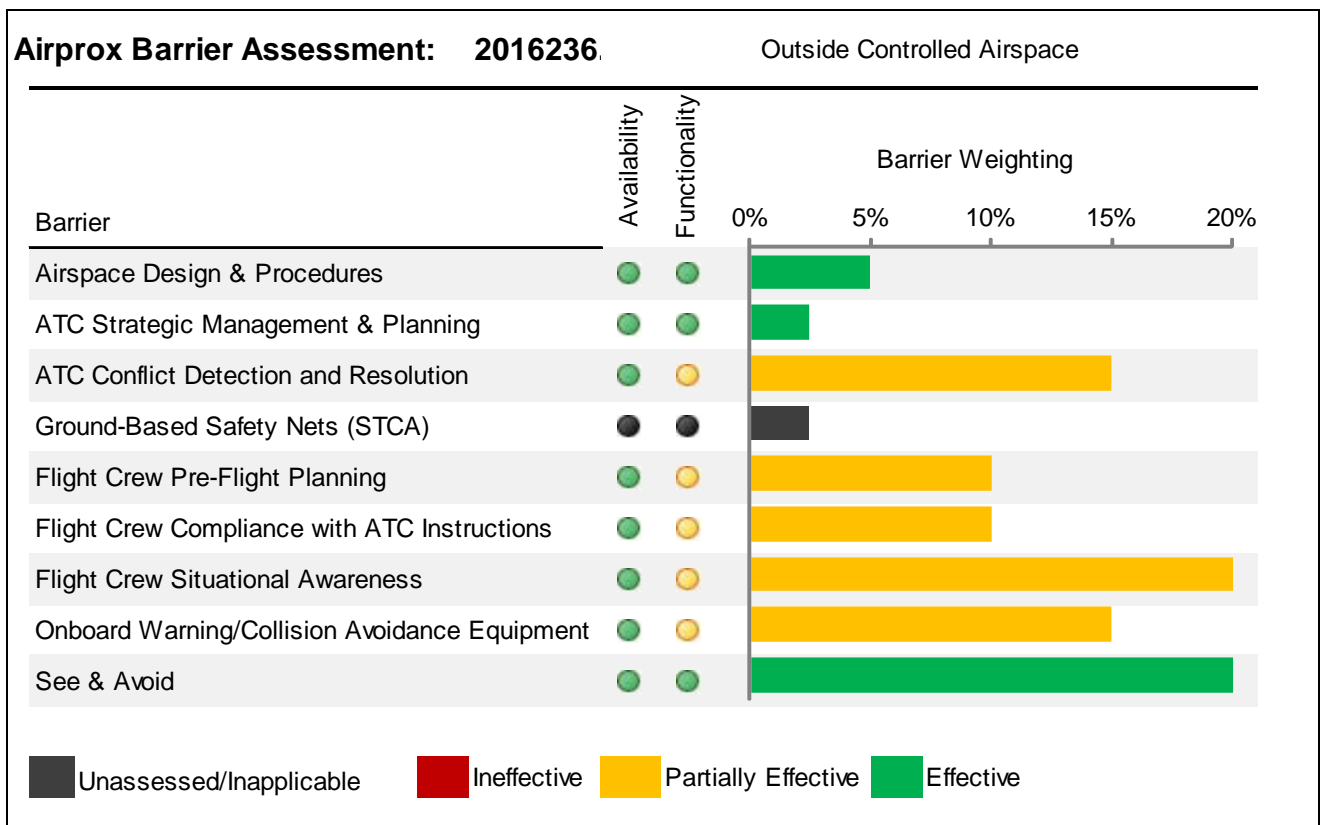 Airprox Barrier Assessment: 2016236. Outside Controlled Airspace
Availability
Functionality
Barrier Weighting
Barrier
0% 5% 10% 15% 20%
Airspace Design & Procedures
ATC Strategic Management & Planning
ATC Conflict Detection and Resolution
Ground-Based Safety Nets (STCA)
Flight Crew Pre-Flight Planning
Flight Crew Compliance with ATC Instructions
Flight Crew Situational Awareness
Onboard Warning/Collision Avoidance Equipment
See & Avoid
Unassessed/Inapplicable Ineffective Partially Effective Effective